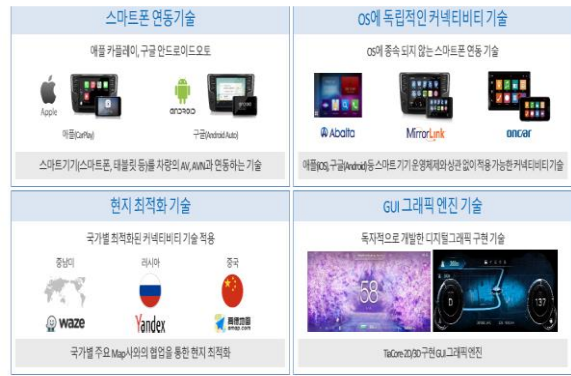 스마트폰 연동기술
애플 카플레이, 구글 안드로이드오토
Apple
ANDROID
애플(CarPlay)
구글(Android Auto)
스마트기기(스마트폰, 태블릿 등)를 차량의 AV, AVN과 연동하는 기술
OS에 독립적인 커넥티비티 기술
OS에 종속 되지 않는 스마트폰 연동 기술
Abalta
MirrorLink
oncar
애플(iOS), 구글(Android) 등 스마트 기기 운영체제와 상관 없이 적용 가능한 커넥티비티 기술
현지 최적화 기술
국가별 최적화된 커넥티비티 기술 적용
중남미
러시아
중국
waze
Yandex
高德地图
amap.com
국가별 주요 Map사와의 협업을 통한 현지 최적화
GUI 그래픽 엔진 기술
독자적으로 개발한 디지털그래픽 구현 기술
58
D
137
TiaCore-2D/3D 구현 GUI 그래픽 엔진